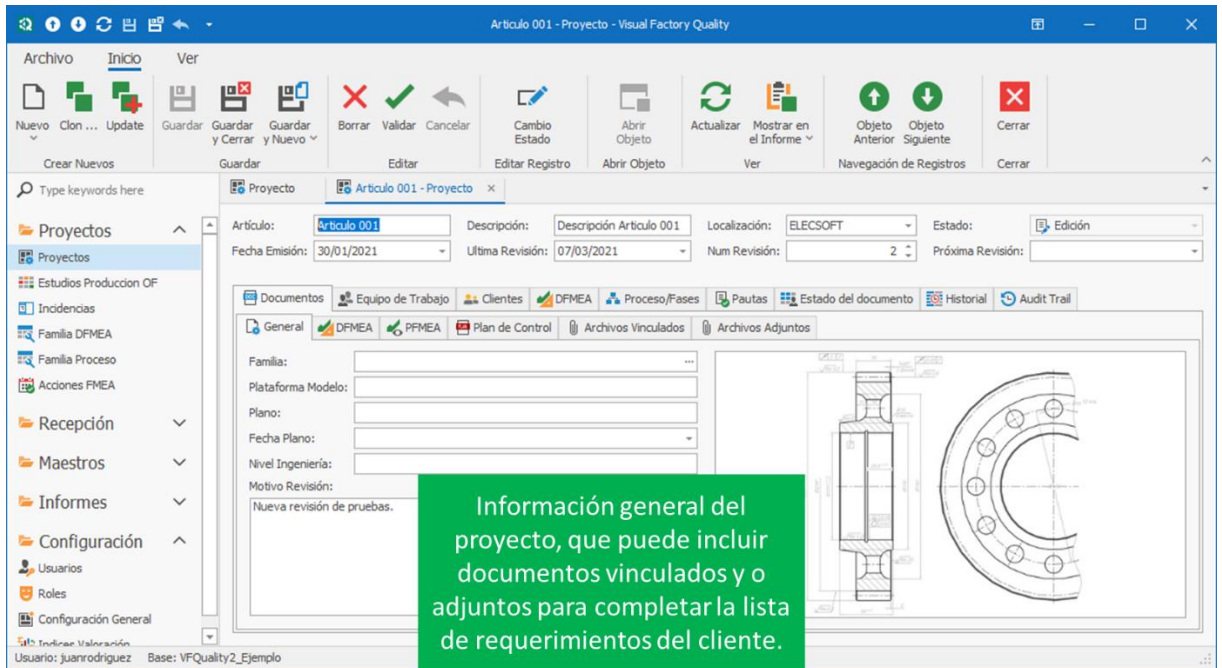 Articulo 001 - Proyecto - Visual Factory Quality
Archivo Inicio Ver
Nuevo Clon ... Update Guardar Guardar y Cerrar Guardar y Nuevo Borrar Validar Cancelar Cambio Estado Abrir Objeto Actualizar Mostrar en el Informe Objeto Anterior Objeto Siguiente Cerrar
Crear Nuevos Guardar Editar Editar Registro Abrir Objeto Ver Navegación de Registros Cerrar
Type keywords here
Proyecto Articulo 001 - Proyecto
Proyectos
Proyectos
Estudios Produccion OF
Incidencias
Familia DFMEA
Familia Proceso
Acciones FMEA
Recepción
Maestros
Informes
Configuración
Usuarios
Roles
Configuración General
Indices Valoración
Artículo: Articulo 001 Descripción: Descripción Articulo 001 Localización: ELECSOFT Estado: Edición
Fecha Emisión: 30/01/2021 Ultima Revisión: 07/03/2021 Num Revisión: 2 Próxima Revisión:
Documentos Equipo de Trabajo Clientes DFMEA Proceso/Fases Pautas Estado del documento Historial Audit Trail
General DFMEA PFMEA Plan de Control Archivos Vinculados Archivos Adjuntos
Familia:
Plataforma Modelo:
Plano:
Fecha Plano:
Nivel Ingeniería:
Motivo Revisión:
Nueva revisión de pruebas.
Información general del
proyecto, que puede incluir
documentos vinculados y o
adjuntos para completar la lista
de requerimientos del cliente.
Usuario: juanrodriguez Base: VFQuality2_Ejemplo